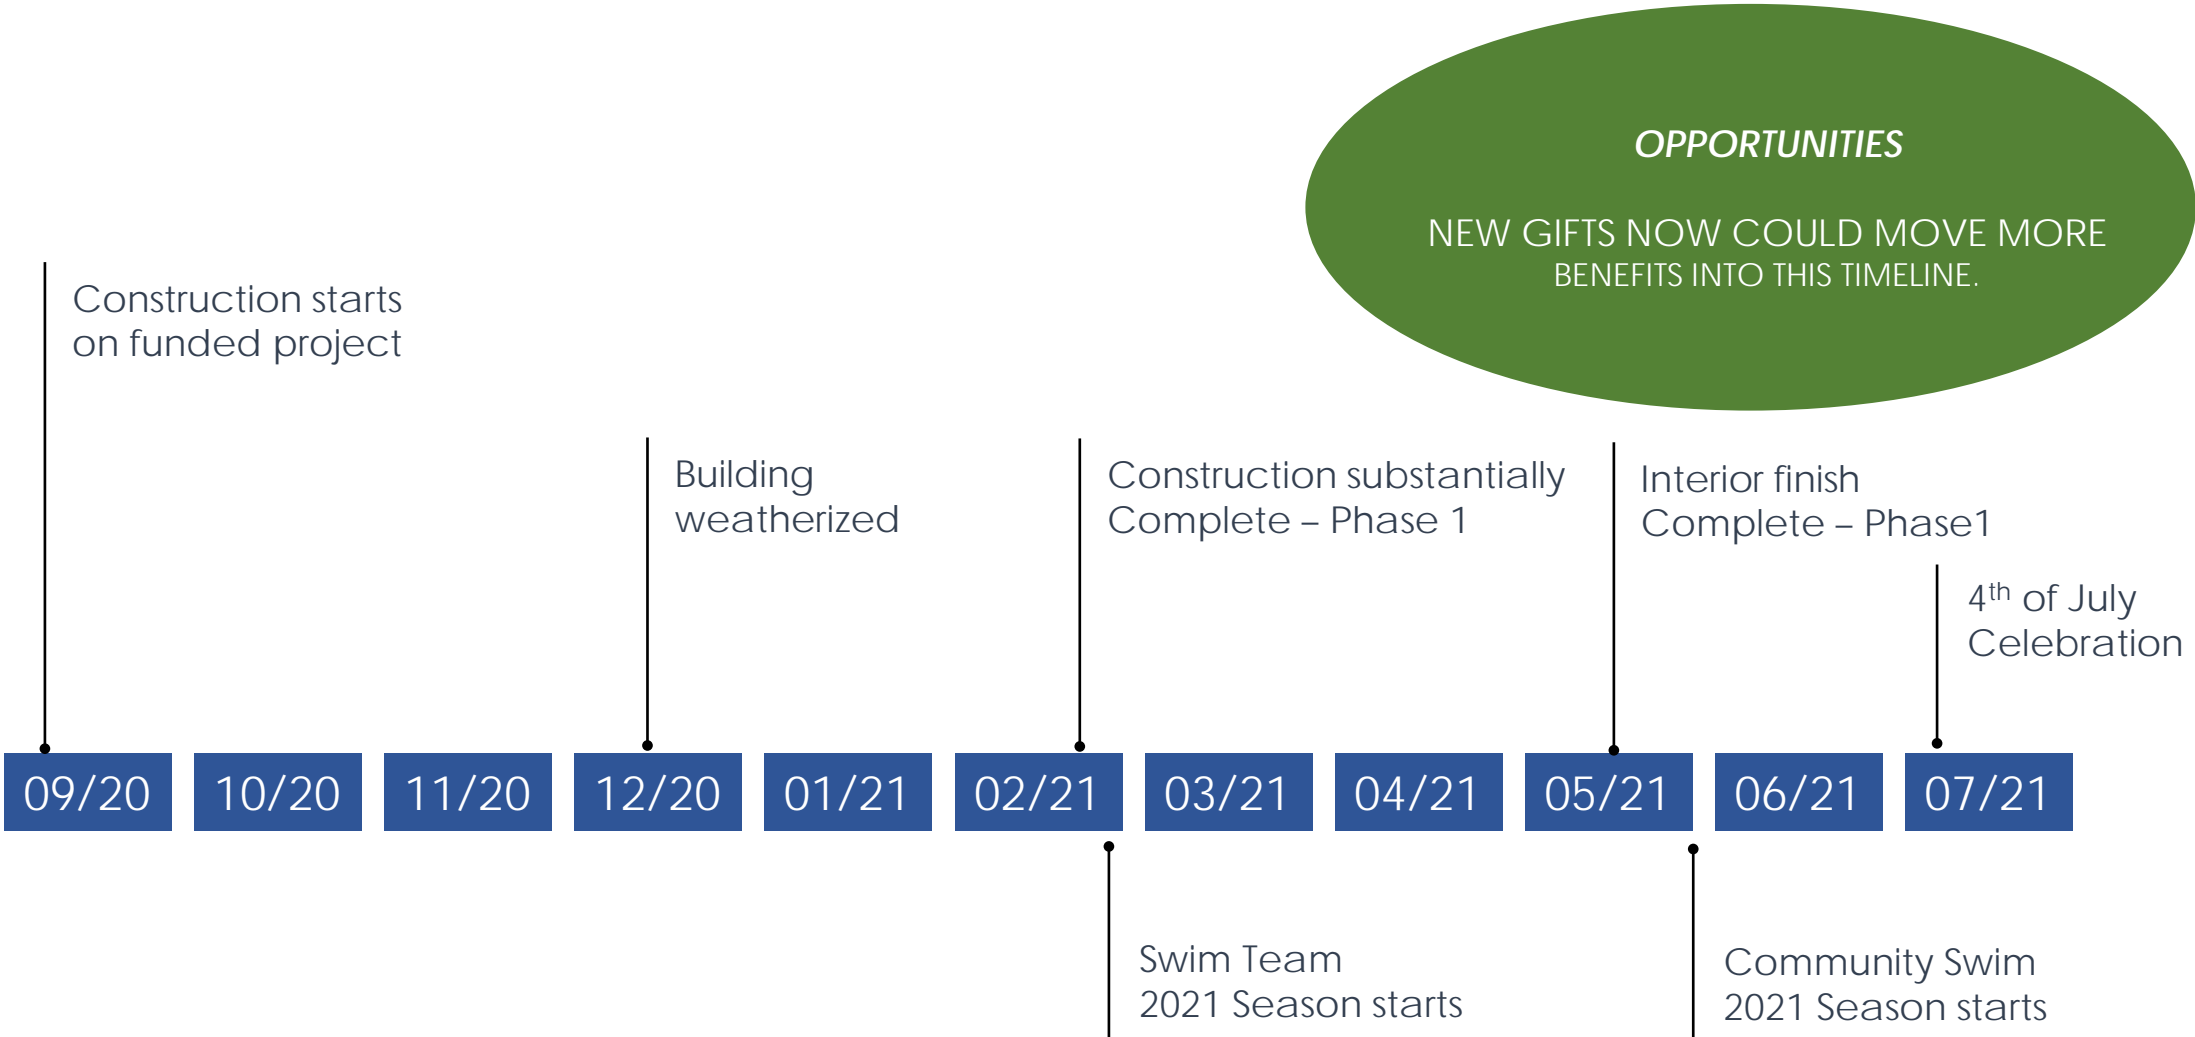 OPPORTUNITIES
NEW GIFTS NOW COULD MOVE MORE
BENEFITS INTO THIS TIMELINE.
Construction starts
on funded project
Building
weatherized
Construction substantially
Complete – Phase 1
Interior finish
Complete – Phase1
4th of July
Celebration
09/20
10/20
11/20
12/20
01/21
02/21
03/21
04/21
05/21
06/21
07/21
Swim Team
2021 Season starts
Community Swim
2021 Season starts